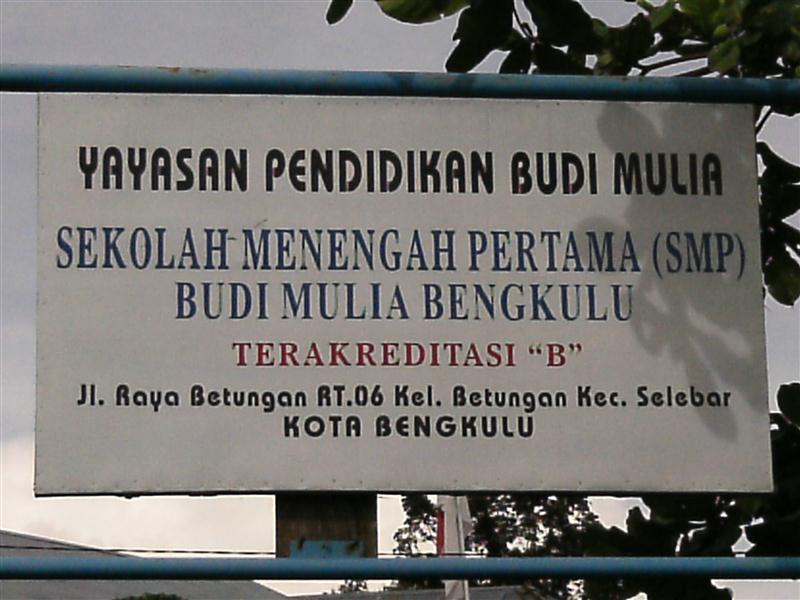 YAYASAN PENDIDIKAN BUDI MULIA
SEKOLAH MENENGAH PERTAMA (SMP)
BUDI MULIA BENGKULU
TERAKREDITASI “B”
Jl. Raya Betungan RT.06 Kel. Betungan Kec. Selebar
KOTA BENGKULU